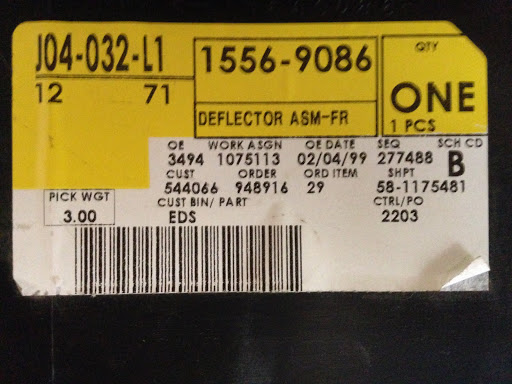 J04-032-L1
12 71
1556-9086
DEFLECTOR ASM-FR
QTY
ONE
1 PCS
OE WORK ASGN OE DATE SEQ SCH CD
3494 1075113 02/04/99 277488 B
CUST ORDER ORD ITEM SHPT
544066 948916 29 58-1175481
CUST BIN/ PART CTRL/PO
EDS 2203
PICK WGT
3.00